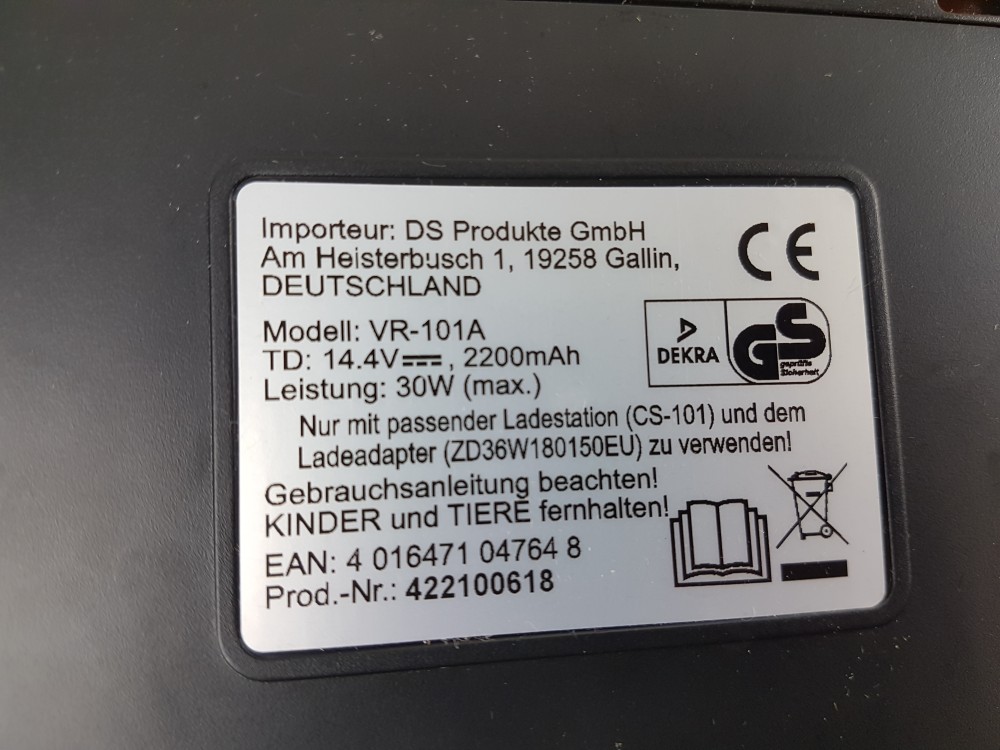 Importeur: DS Produkte GmbH
Am Heisterbusch 1, 19258 Gallin,
DEUTSCHLAND
CE
Modell: VR-101A
TD: 14.4V⎓, 2200mAh
Leistung: 30W (max.)
DEKRA
GS
geprüfte
Sicherheit
Nur mit passender Ladestation (CS-101) und dem
Ladeadapter (ZD36W180150EU) zu verwenden!
Gebrauchsanleitung beachten!
KINDER und TIERE fernhalten!
EAN: 4 016471 04764 8
Prod.-Nr.: 422100618